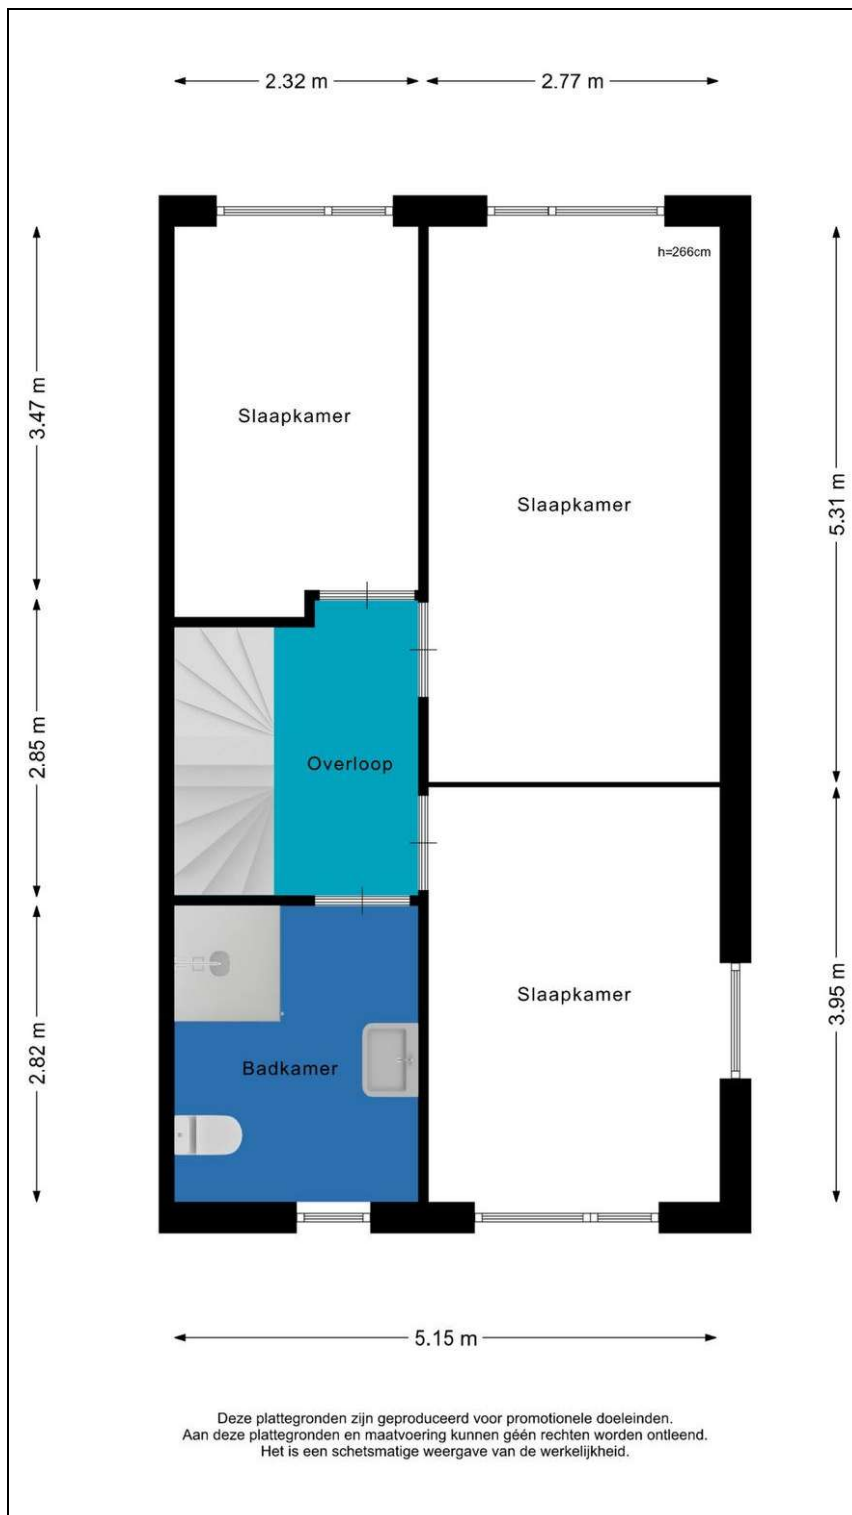 2.32 m
2.77 m
h=266cm
3.47 m
Slaapkamer
Slaapkamer
5.31 m
2.85 m
Overloop
Slaapkamer
3.95 m
2.82 m
Badkamer
5.15 m
Deze plattegronden zijn geproduceerd voor promotionele doeleinden.
Aan deze plattegronden en maatvoering kunnen géén rechten worden ontleend.
Het is een schetsmatige weergave van de werkelijkheid.